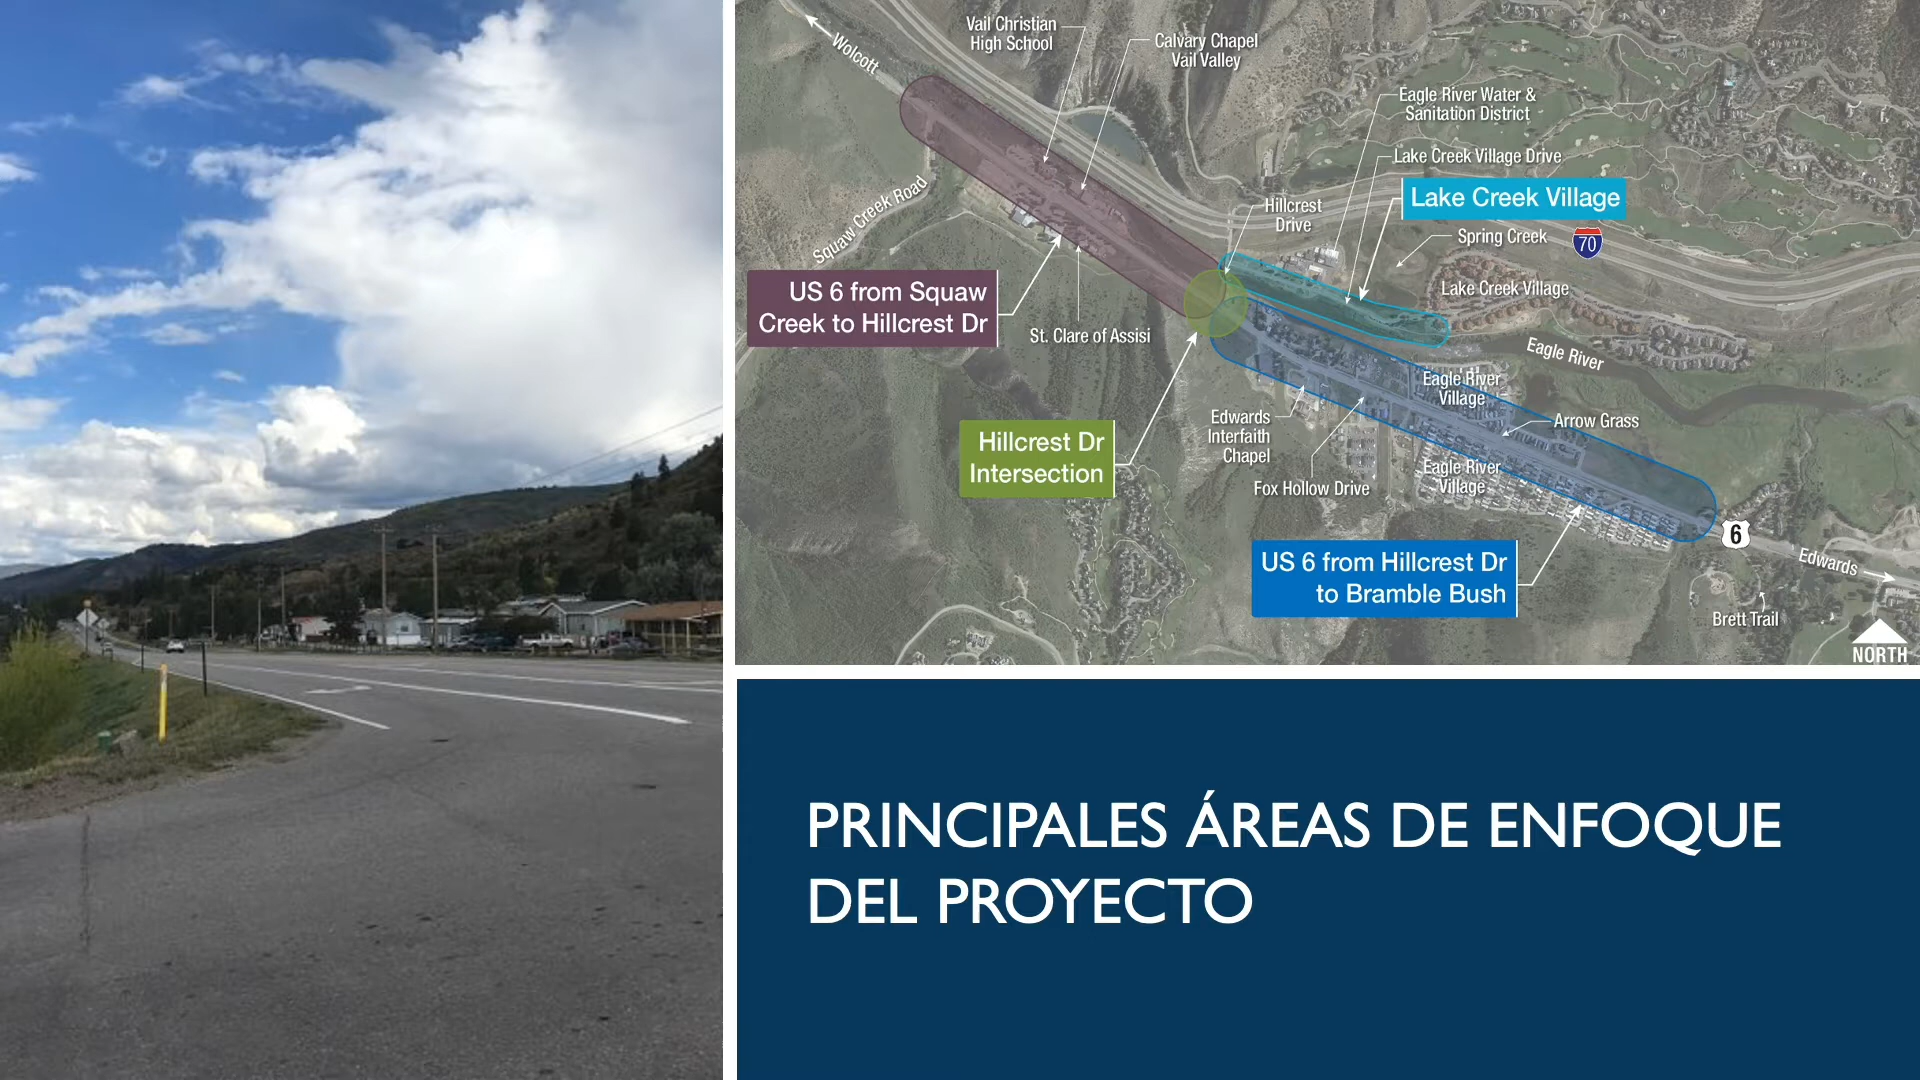 Wolcott
Vail Christian
High School
Calvary Chapel
Vail Valley
Eagle River Water &
Sanitation District
Lake Creek Village Drive
Lake Creek Village
Squaw Creek Road
Hillcrest
Drive
Spring Creek
70
US 6 from Squaw
Creek to Hillcrest Dr
Lake Creek Village
St. Clare of Assisi
Eagle River
Eagle River
Village
Edwards
Interfaith
Chapel
Arrow Grass
Hillcrest Dr
Intersection
Eagle River
Village
Fox Hollow Drive
6
US 6 from Hillcrest Dr
to Bramble Bush
Edwards
Brett Trail
NORTH
PRINCIPALES ÁREAS DE ENFOQUE
DEL PROYECTO